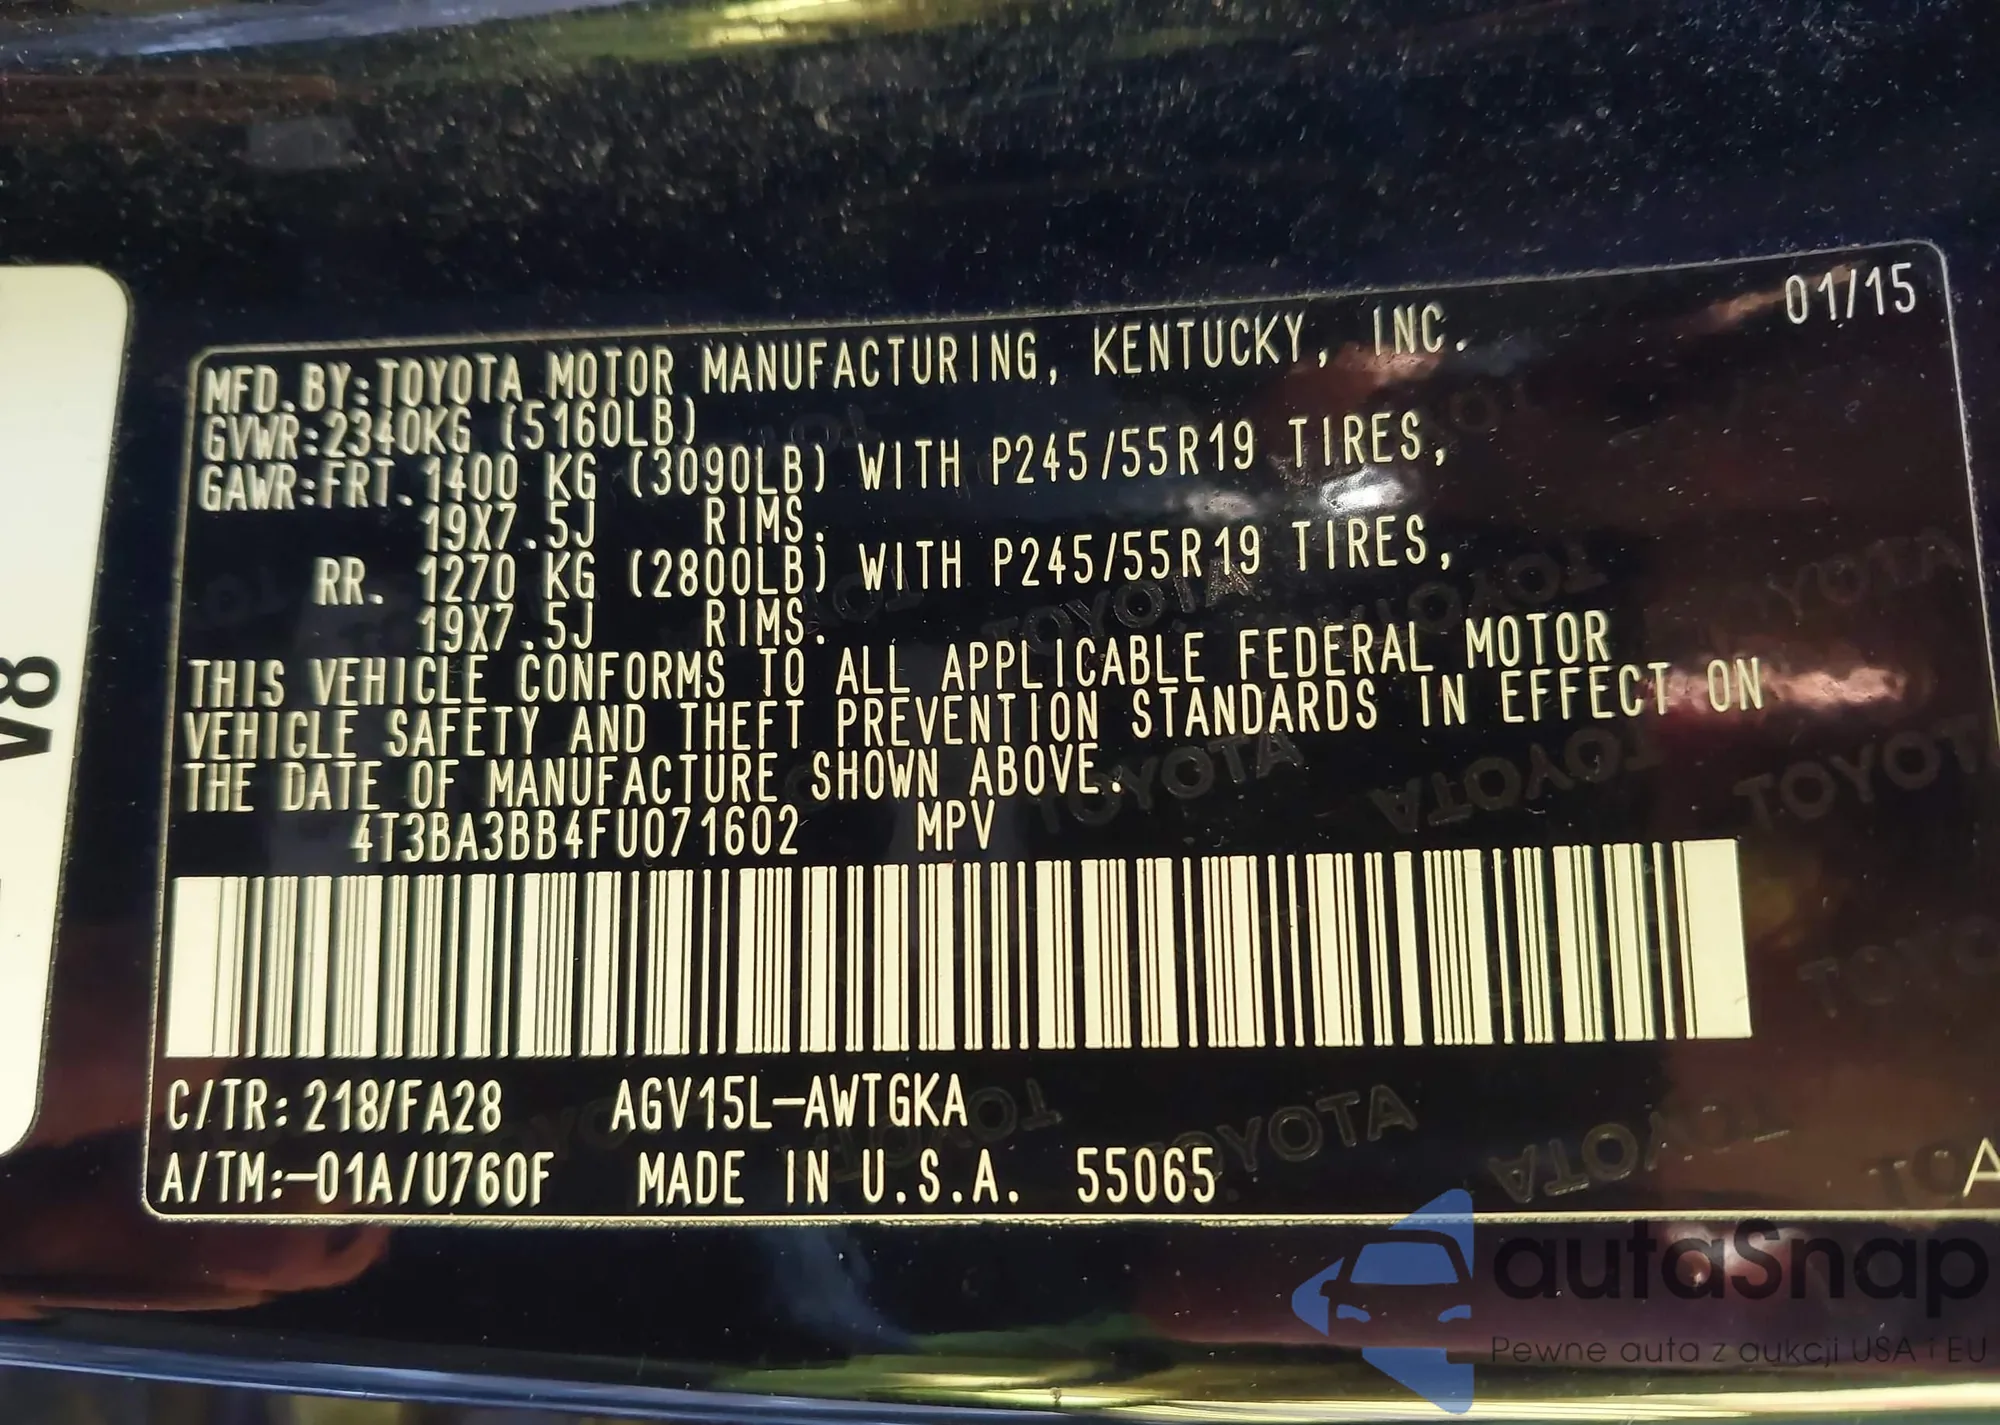 01/15
MFD. BY: TOYOTA MOTOR MANUFACTURING, KENTUCKY, INC.
GVWR: 2340KG (5160LB)
GAWR: FRT. 1400 KG (3090LB) WITH P245/55R19 TIRES,
19X7.5J RIMS.
RR. 1270 KG (2800LB) WITH P245/55R19 TIRES,
19X7.5J RIMS.
THIS VEHICLE CONFORMS TO ALL APPLICABLE FEDERAL MOTOR
VEHICLE SAFETY AND THEFT PREVENTION STANDARDS IN EFFECT ON
THE DATE OF MANUFACTURE SHOWN ABOVE.
4T3BA3BB4FU071602 MPV
C/TR: 218/FA28 AGV15L-AWTGKA
A/TM:-01A/U760F MADE IN U.S.A. 55065
autaSnap
Pewne auta z aukcji USA i EU